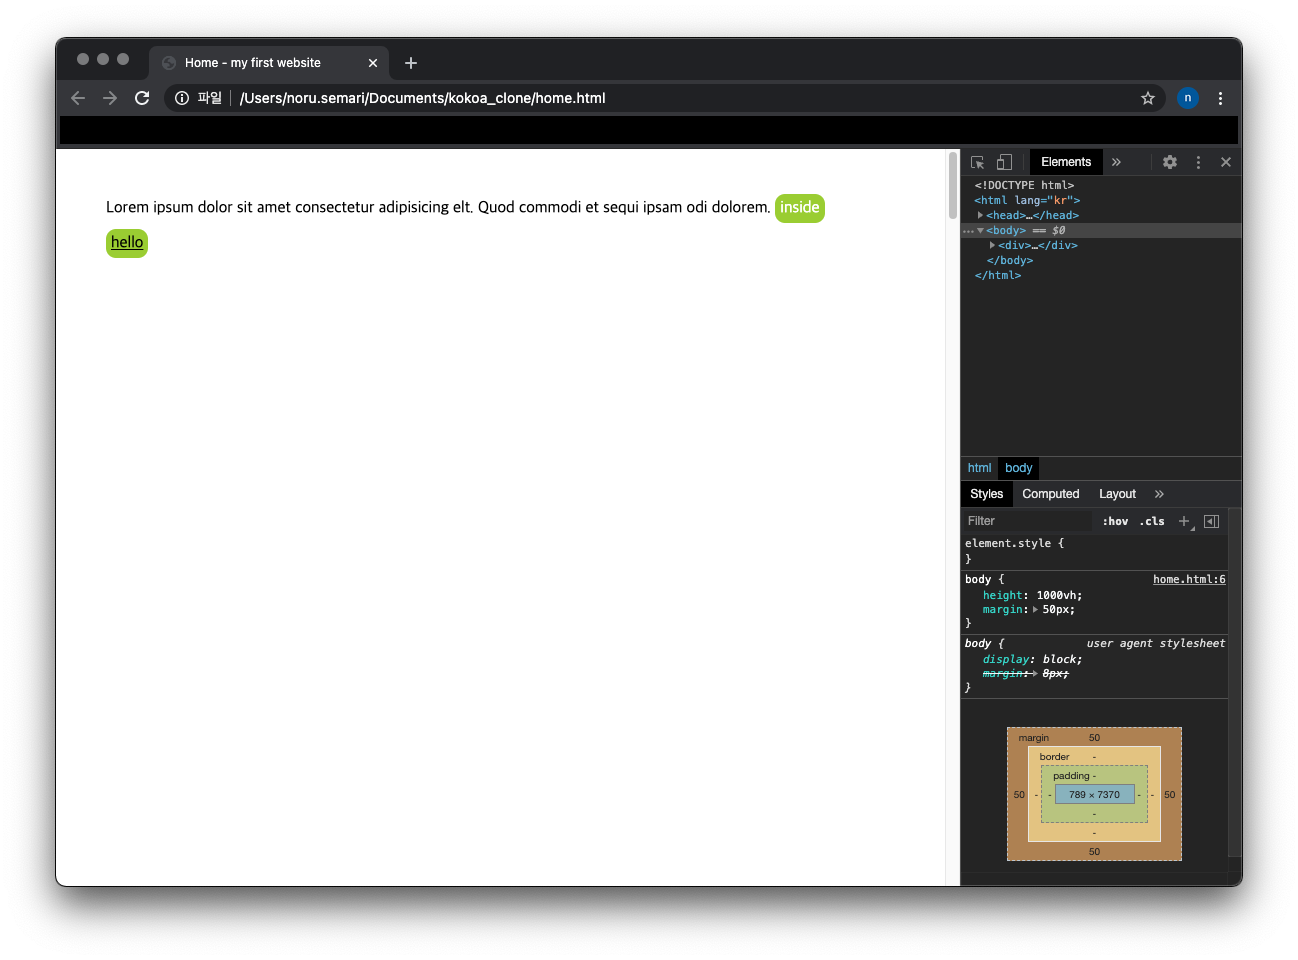 Home - my first website
파일 /Users/noru.semari/Documents/kokoa_clone/home.html
n
Lorem ipsum dolor sit amet consectetur adipisicing elt. Quod commodi et sequi ipsam odi dolorem. inside
hello
Elements
<!DOCTYPE html>
<html lang="kr">
<head>…</head>
<body> == $0
<div>…</div>
</body>
</html>
html body
Styles Computed Layout
Filter :hov .cls
element.style {
}
body { home.html:6
height: 1000vh;
margin: 50px;
}
body { user agent stylesheet
display: block;
margin: 8px;
}
margin 50
border -
padding -
50 - - 789 × 7370 - - 50
-
-
50